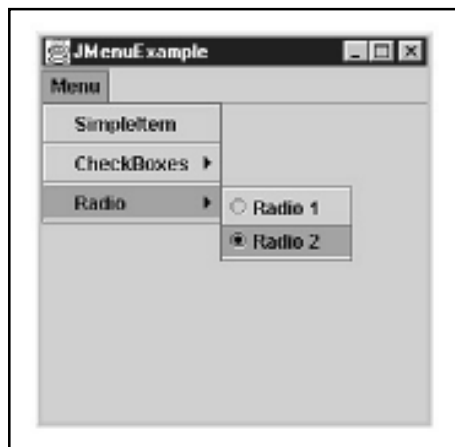 JMenuExample
Menu
SimpleItem
CheckBoxes
Radio
Radio 1
Radio 2